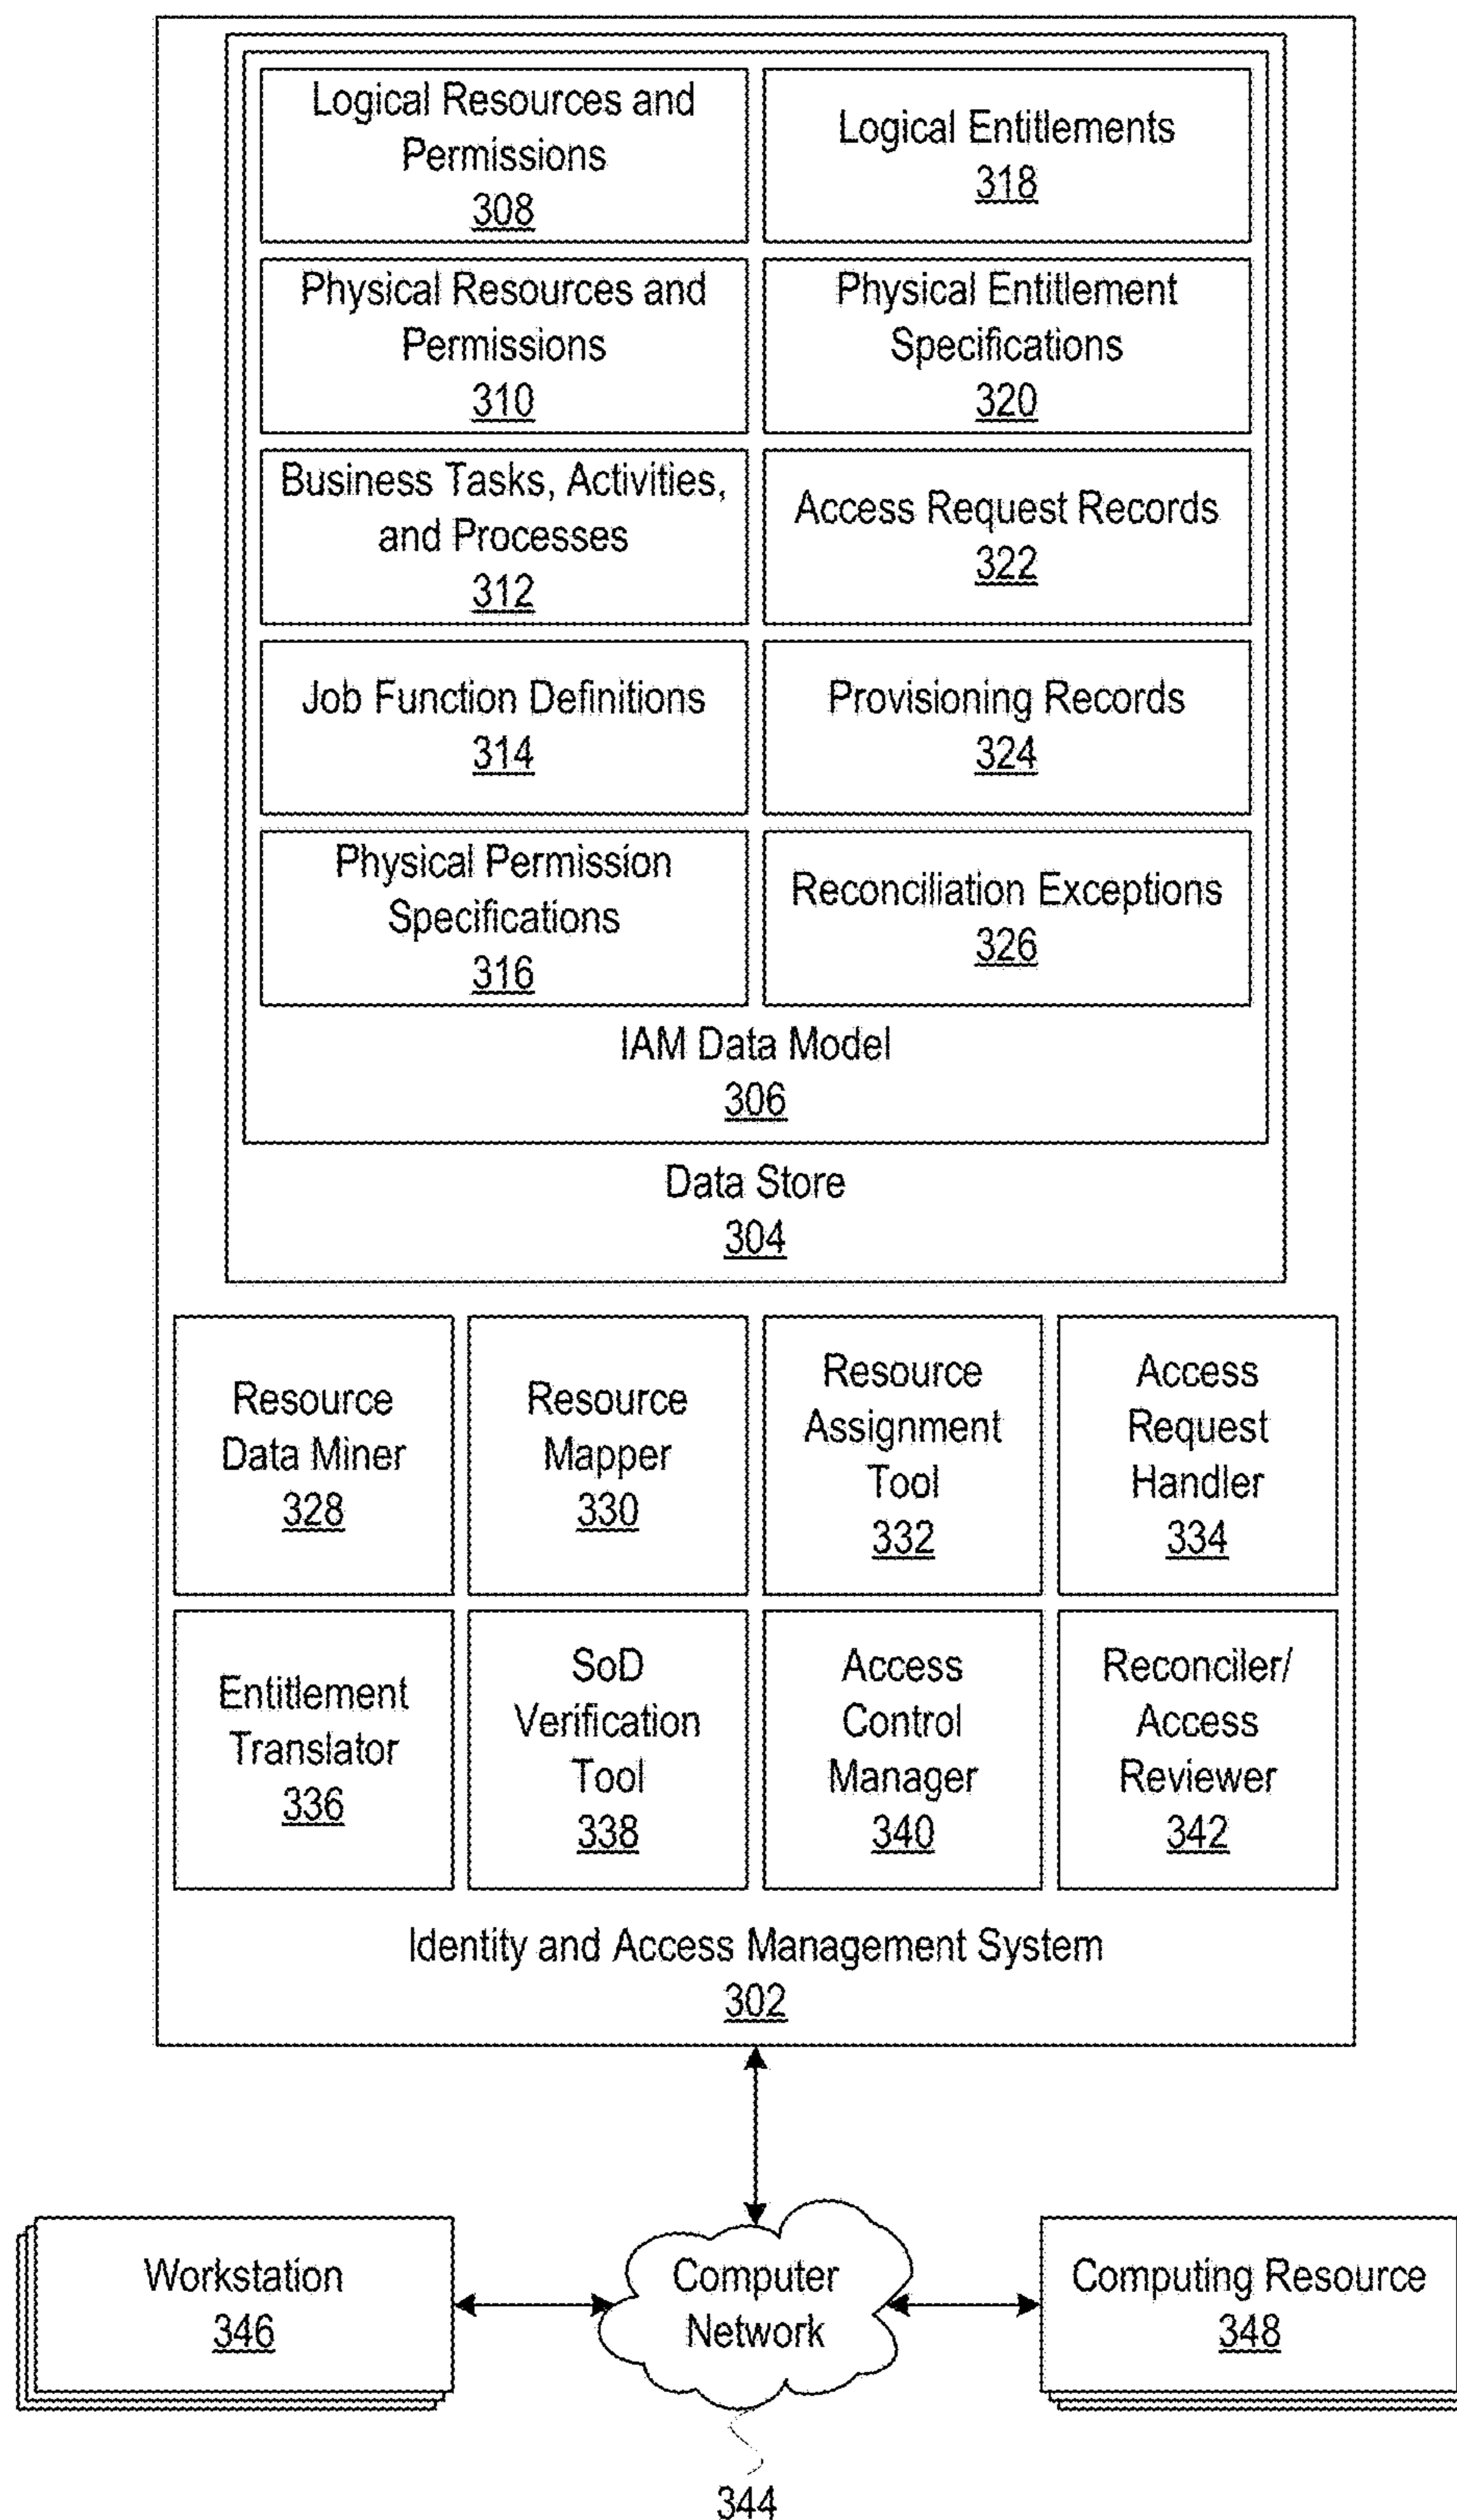 Logical Resources and
Permissions
308
Logical Entitlements
318
Physical Resources and
Permissions
310
Physical Entitlement
Specifications
320
Business Tasks, Activities,
and Processes
312
Access Request Records
322
Job Function Definitions
314
Provisioning Records
324
Physical Permission
Specifications
316
Reconciliation Exceptions
326
IAM Data Model
306
Data Store
304
Resource
Data Miner
328
Resource
Mapper
330
Resource
Assignment
Tool
332
Access
Request
Handler
334
Entitlement
Translator
336
SoD
Verification
Tool
338
Access
Control
Manager
340
Reconciler/
Access
Reviewer
342
Identity and Access Management System
302
Workstation
346
Computer
Network
Computing Resource
348
344